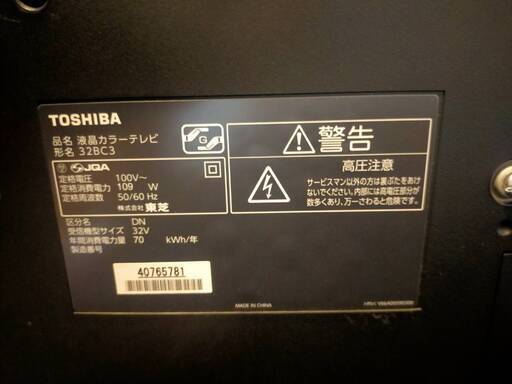 TOSHIBA
品名 液晶カラーテレビ
形名 32BC3
G
JQA
定格電圧 100V~
定格消費電力 109 W
定格周波数 50/60 Hz
株式会社 東芝
区分名 DN
受信機型サイズ 32V
年間消費電力量 70 kWh/年
製造番号
40765781
警告
高圧注意
サービスマン以外の方は裏ぶたをあけ
ないでください。内部には高電圧部分が
数多くあり、万一さわると危険です。
MADE IN CHINA